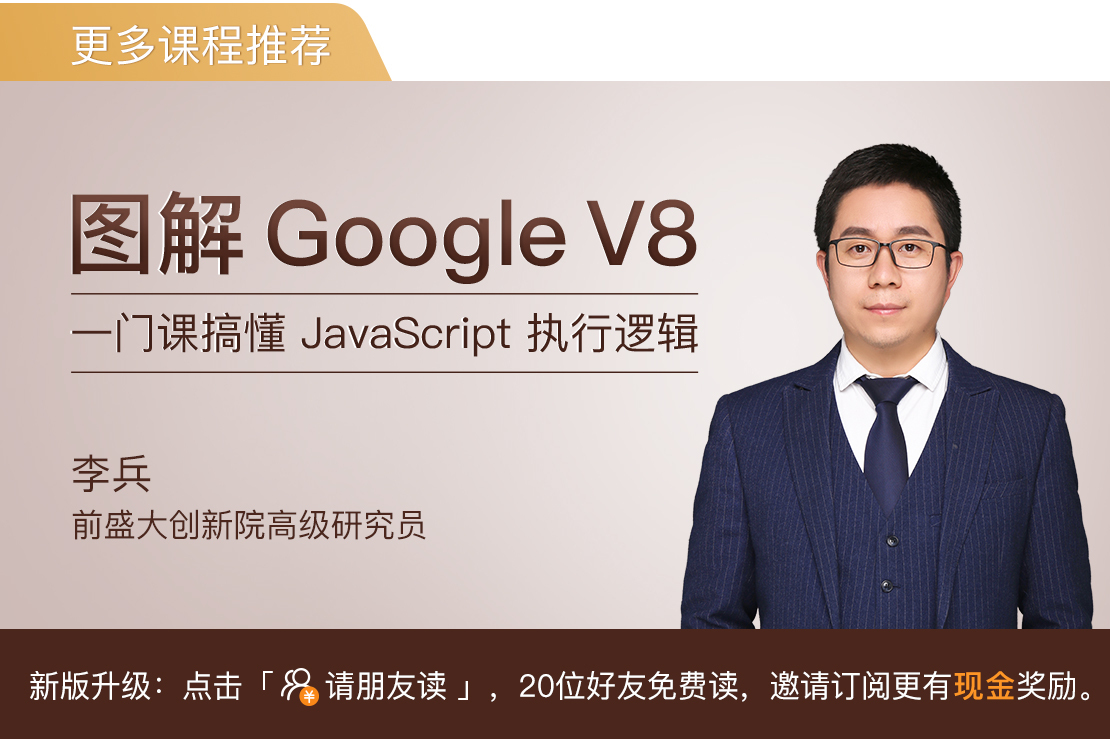 更多课程推荐
图解 Google V8
一门课搞懂 JavaScript 执行逻辑
李兵
前盛大创新院高级研究员
新版升级：点击「 ¥ 请朋友读 」，20位好友免费读，邀请订阅更有现金奖励。